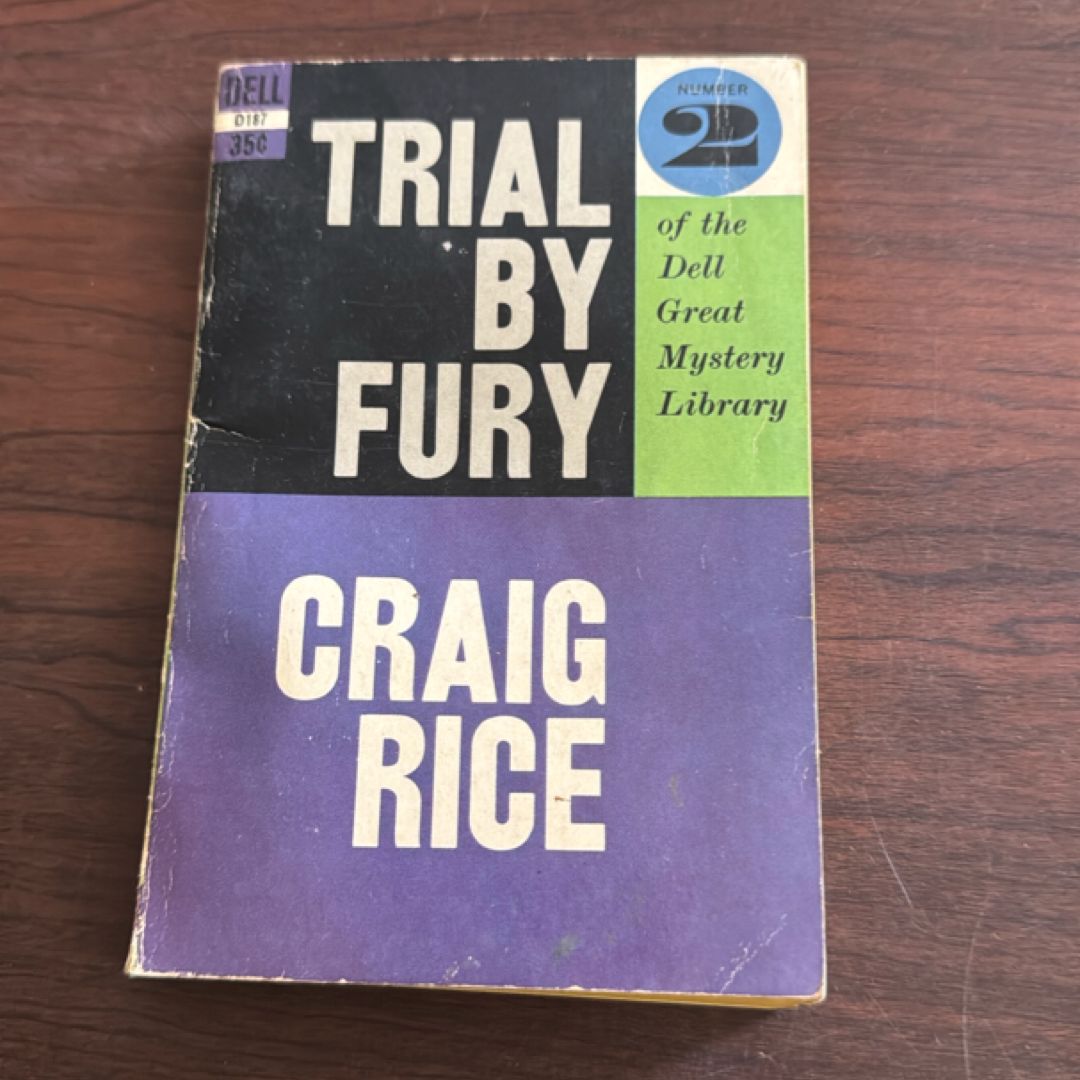 DELL
D187
35¢
TRIAL
BY
FURY
NUMBER
2
of the
Dell
Great
Mystery
Library
CRAIG
RICE